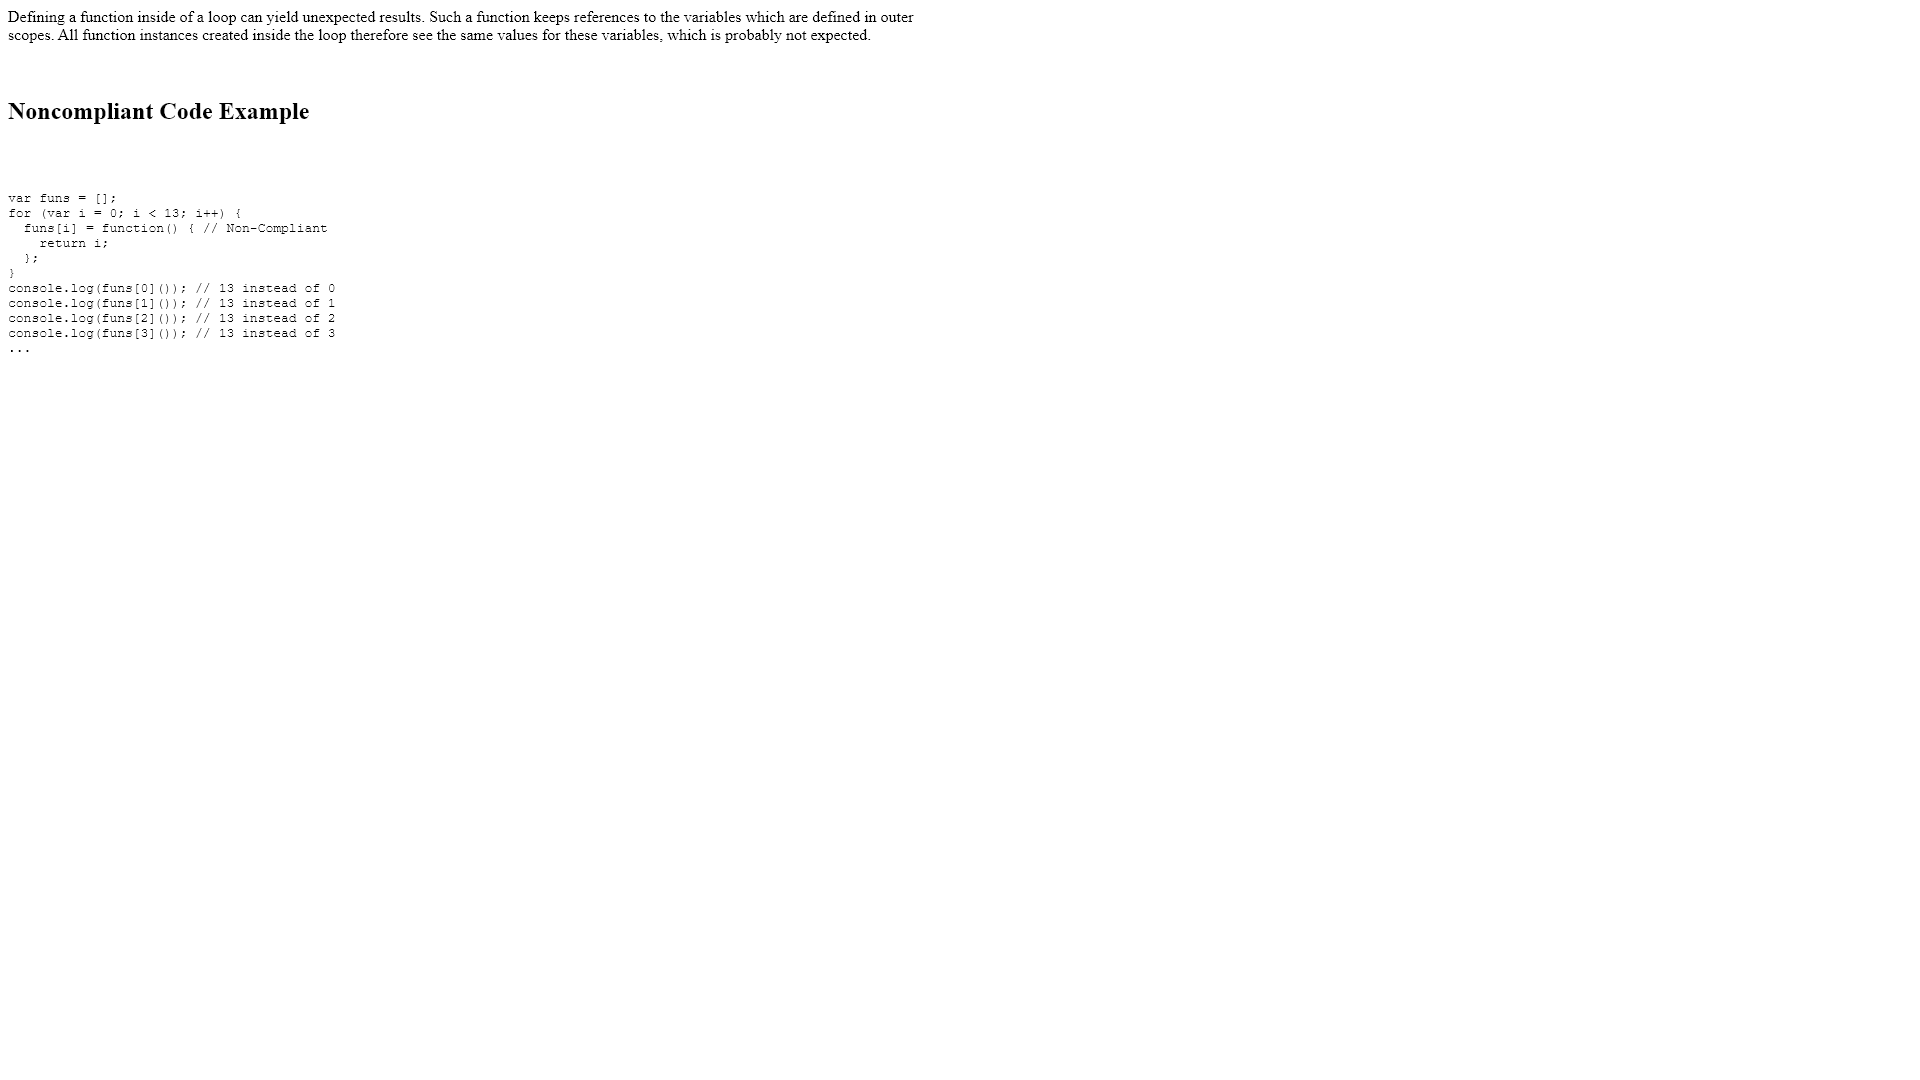 Defining a function inside of a loop can yield unexpected results. Such a function keeps references to the variables which are defined in outer
scopes. All function instances created inside the loop therefore see the same values for these variables, which is probably not expected.
Noncompliant Code Example
var funs = [];
for (var i = 0; i < 13; i++) {
  funs[i] = function() { // Non-Compliant
    return i;
  };
}
console.log(funs[0]()); // 13 instead of 0
console.log(funs[1]()); // 13 instead of 1
console.log(funs[2]()); // 13 instead of 2
console.log(funs[3]()); // 13 instead of 3
...